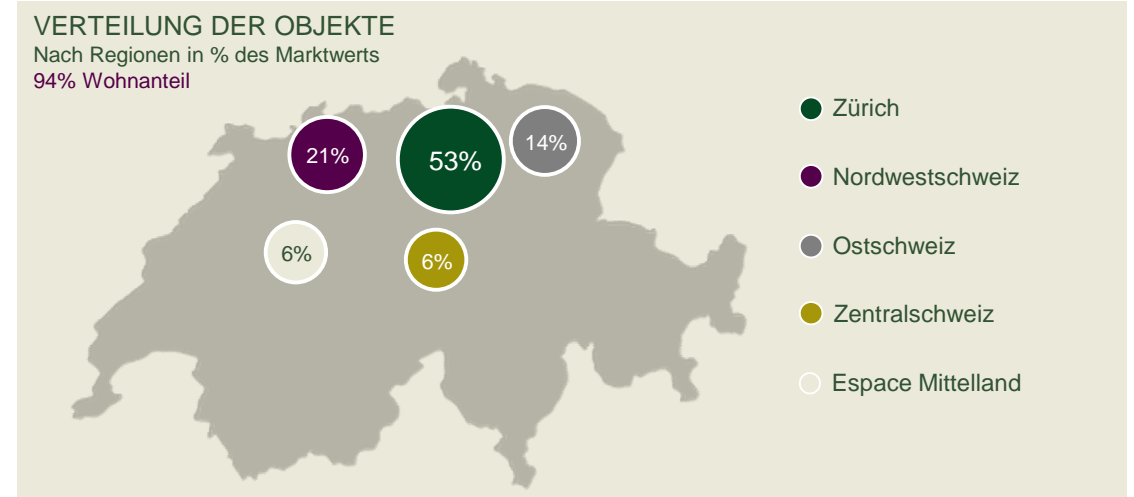 VERTEILUNG DER OBJEKTE
Nach Regionen in % des Marktwerts
94% Wohnanteil
21%
53%
14%
6%
6%
Zürich
Nordwestschweiz
Ostschweiz
Zentralschweiz
Espace Mittelland